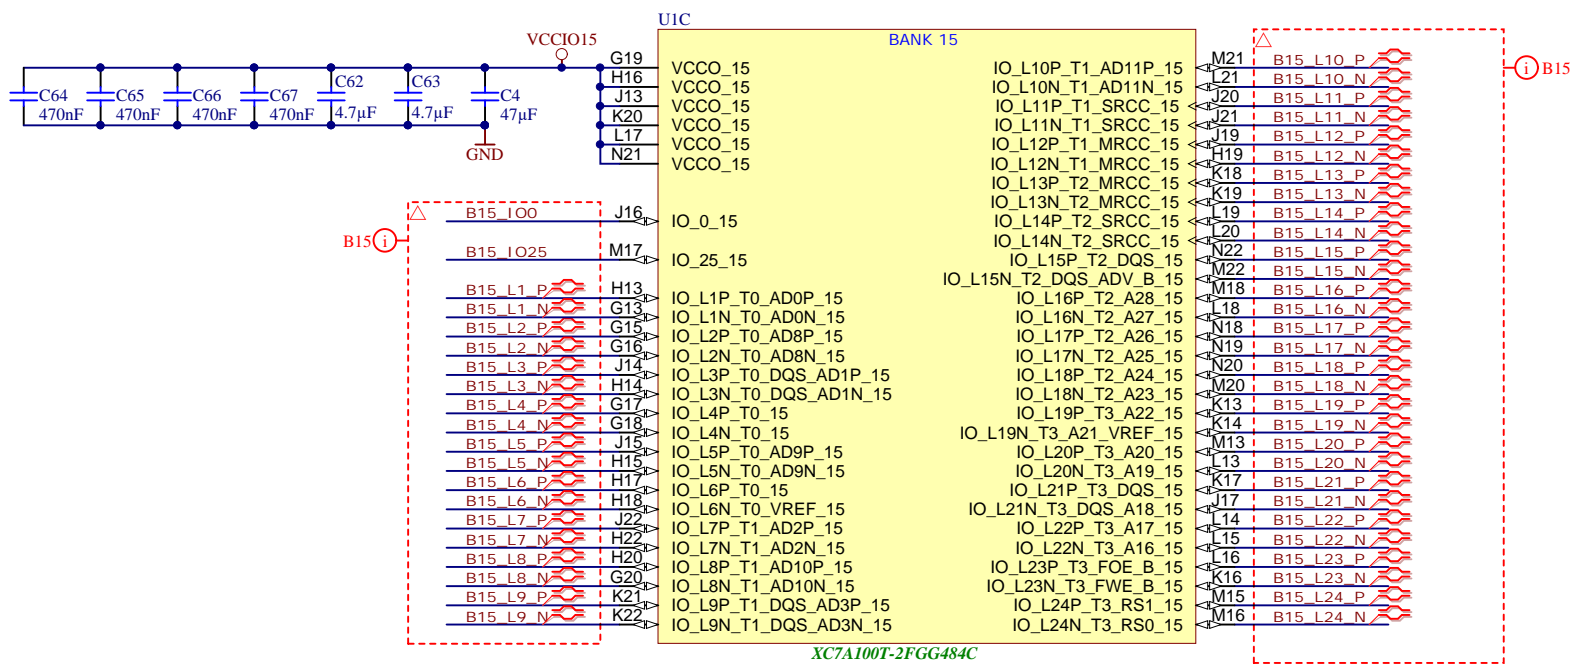 U1C
BANK 15
VCCIO15
C64 470nF
C65 470nF
C66 470nF
C67 470nF
C62 4.7µF
C63 4.7µF
C4 47µF
GND
G19 VCCO_15
H16 VCCO_15
J13 VCCO_15
K20 VCCO_15
L17 VCCO_15
N21 VCCO_15
B15 i
B15_IO0 J16 IO_0_15
B15_IO25 M17 IO_25_15
B15_L1_P H13 IO_L1P_T0_AD0P_15
B15_L1_N G13 IO_L1N_T0_AD0N_15
B15_L2_P G15 IO_L2P_T0_AD8P_15
B15_L2_N G16 IO_L2N_T0_AD8N_15
B15_L3_P J14 IO_L3P_T0_DQS_AD1P_15
B15_L3_N H14 IO_L3N_T0_DQS_AD1N_15
B15_L4_P G17 IO_L4P_T0_15
B15_L4_N G18 IO_L4N_T0_15
B15_L5_P J15 IO_L5P_T0_AD9P_15
B15_L5_N H15 IO_L5N_T0_AD9N_15
B15_L6_P H17 IO_L6P_T0_15
B15_L6_N H18 IO_L6N_T0_VREF_15
B15_L7_P J22 IO_L7P_T1_AD2P_15
B15_L7_N H22 IO_L7N_T1_AD2N_15
B15_L8_P H20 IO_L8P_T1_AD10P_15
B15_L8_N G20 IO_L8N_T1_AD10N_15
B15_L9_P K21 IO_L9P_T1_DQS_AD3P_15
B15_L9_N K22 IO_L9N_T1_DQS_AD3N_15
IO_L10P_T1_AD11P_15 M21 B15_L10_P
IO_L10N_T1_AD11N_15 L21 B15_L10_N
IO_L11P_T1_SRCC_15 J20 B15_L11_P
IO_L11N_T1_SRCC_15 J21 B15_L11_N
IO_L12P_T1_MRCC_15 J19 B15_L12_P
IO_L12N_T1_MRCC_15 H19 B15_L12_N
IO_L13P_T2_MRCC_15 K18 B15_L13_P
IO_L13N_T2_MRCC_15 K19 B15_L13_N
IO_L14P_T2_SRCC_15 L19 B15_L14_P
IO_L14N_T2_SRCC_15 L20 B15_L14_N
IO_L15P_T2_DQS_15 N22 B15_L15_P
IO_L15N_T2_DQS_ADV_B_15 M22 B15_L15_N
IO_L16P_T2_A28_15 M18 B15_L16_P
IO_L16N_T2_A27_15 L18 B15_L16_N
IO_L17P_T2_A26_15 N18 B15_L17_P
IO_L17N_T2_A25_15 N19 B15_L17_N
IO_L18P_T2_A24_15 N20 B15_L18_P
IO_L18N_T2_A23_15 M20 B15_L18_N
IO_L19P_T3_A22_15 K13 B15_L19_P
IO_L19N_T3_A21_VREF_15 K14 B15_L19_N
IO_L20P_T3_A20_15 M13 B15_L20_P
IO_L20N_T3_A19_15 L13 B15_L20_N
IO_L21P_T3_DQS_15 K17 B15_L21_P
IO_L21N_T3_DQS_A18_15 J17 B15_L21_N
IO_L22P_T3_A17_15 L14 B15_L22_P
IO_L22N_T3_A16_15 L15 B15_L22_N
IO_L23P_T3_FOE_B_15 L16 B15_L23_P
IO_L23N_T3_FWE_B_15 K16 B15_L23_N
IO_L24P_T3_RS1_15 M15 B15_L24_P
IO_L24N_T3_RS0_15 M16 B15_L24_N
i B15
XC7A100T-2FGG484C